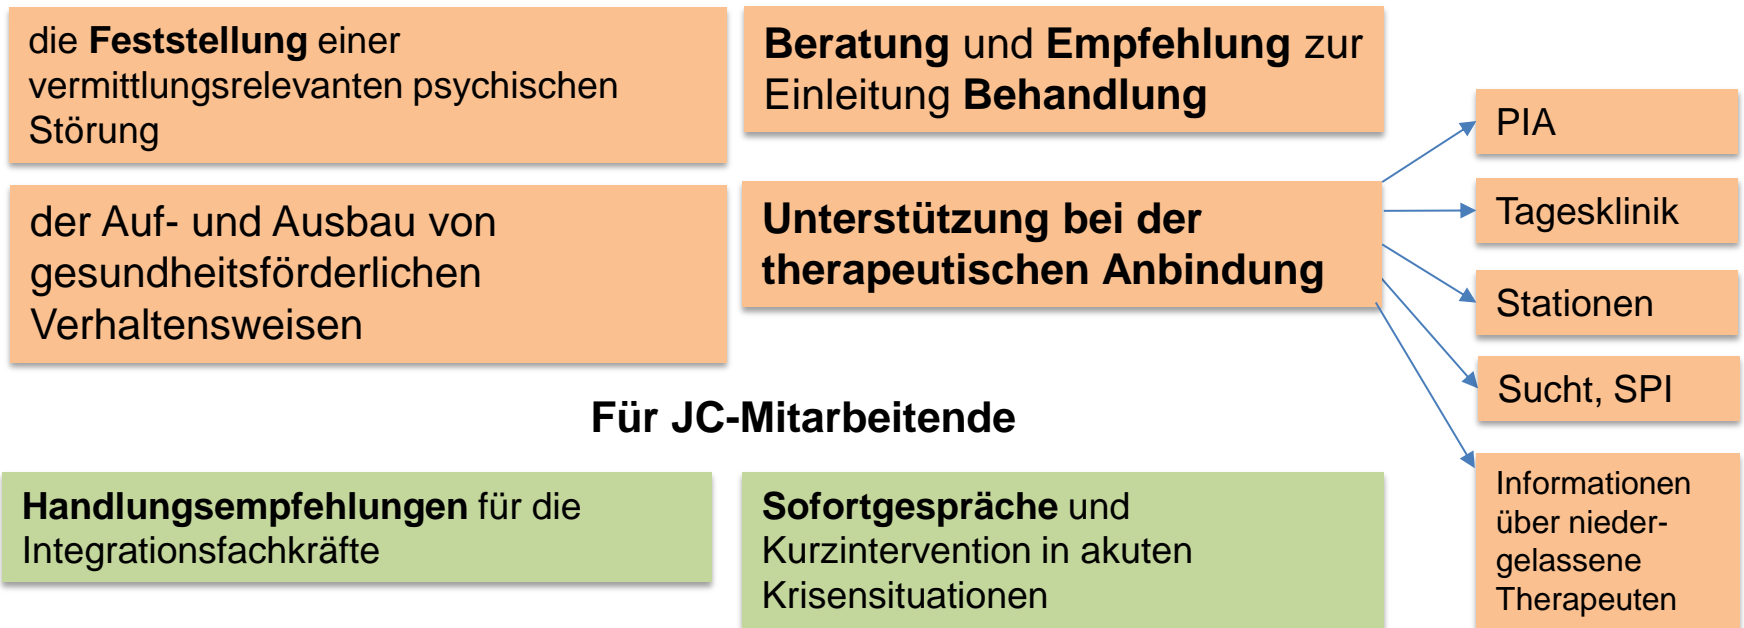 die Feststellung einer
vermittlungsrelevanten psychischen
Störung
Beratung und Empfehlung zur
Einleitung Behandlung
der Auf- und Ausbau von
gesundheitsförderlichen
Verhaltensweisen
Unterstützung bei der
therapeutischen Anbindung
PIA
Tagesklinik
Stationen
Sucht, SPI
Informationen
über nieder-
gelassene
Therapeuten
Für JC-Mitarbeitende
Handlungsempfehlungen für die
Integrationsfachkräfte
Sofortgespräche und
Kurzintervention in akuten
Krisensituationen